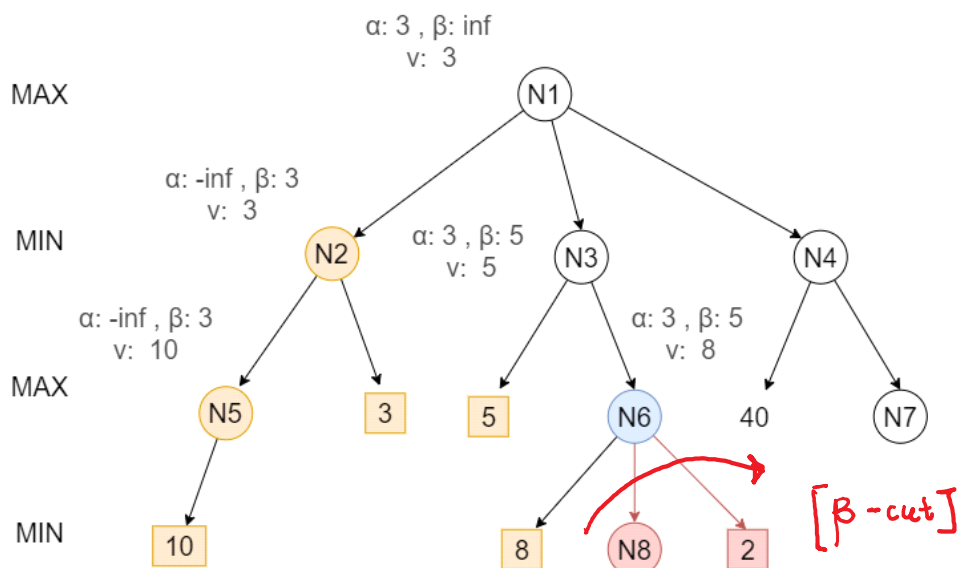 α: 3 , β: inf
v: 3
MAX
N1
α: -inf , β: 3
v: 3
MIN
N2
α: 3 , β: 5
v: 5
N3
N4
α: -inf , β: 3
v: 10
α: 3 , β: 5
v: 8
MAX
N5
3
5
N6
40
N7
MIN
10
8
N8
2
[β-cut]